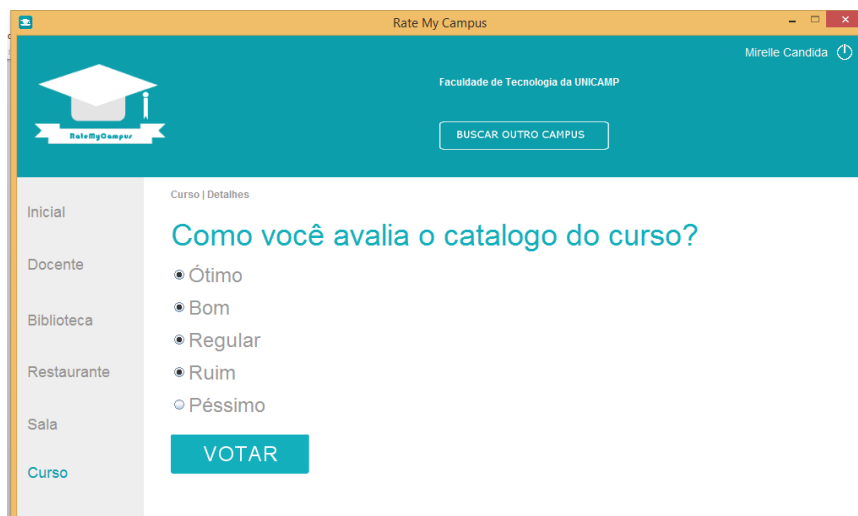 Rate My Campus
Mirelle Candida
Faculdade de Tecnologia da UNICAMP
RateMyCampus
BUSCAR OUTRO CAMPUS
Curso | Detalhes
Inicial
Docente
Biblioteca
Restaurante
Sala
Curso
Como você avalia o catalogo do curso?
Ótimo
Bom
Regular
Ruim
Péssimo
VOTAR